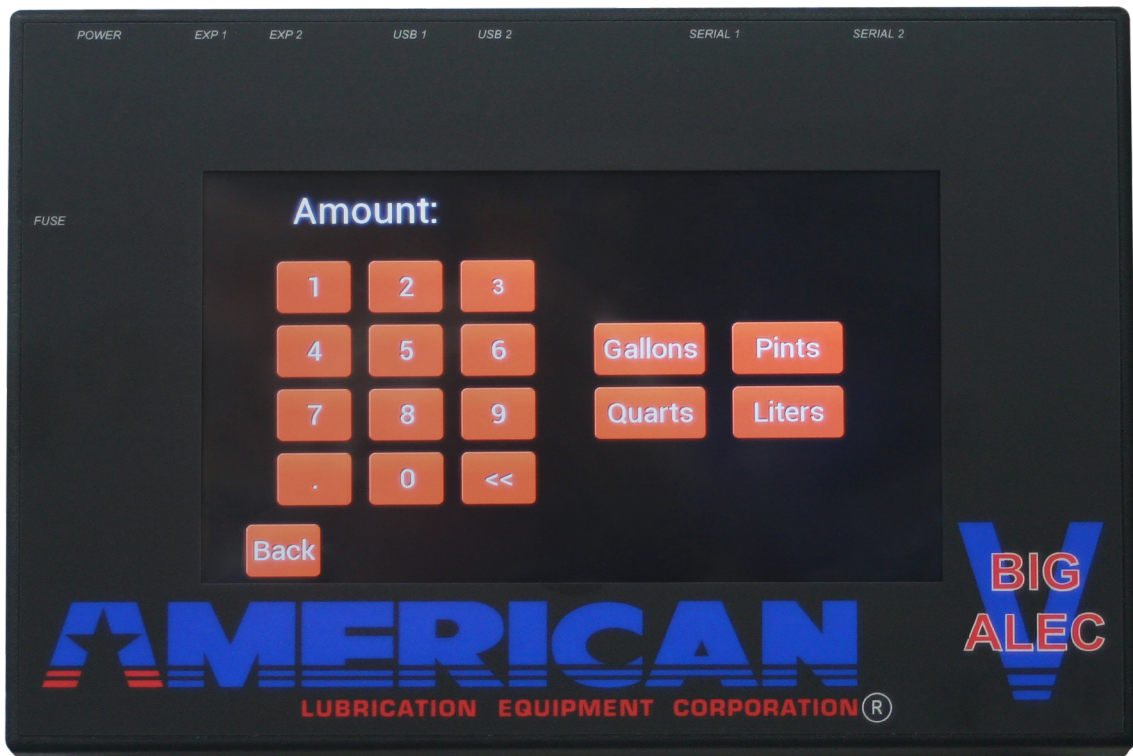 POWER EXP 1 EXP 2 USB 1 USB 2 SERIAL 1 SERIAL 2
FUSE
Amount:
1 2 3
4 5 6 Gallons Pints
7 8 9 Quarts Liters
. 0 <<
Back
V
BIG
ALEC
AMERICAN
LUBRICATION EQUIPMENT CORPORATION ®